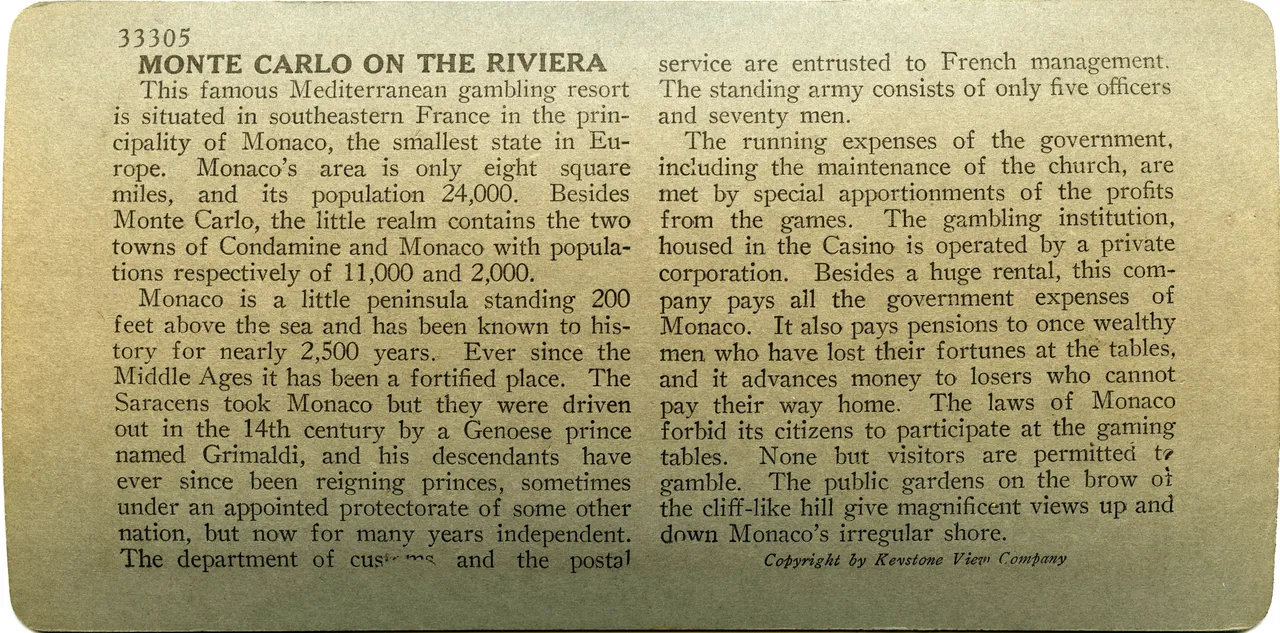 33305
MONTE CARLO ON THE RIVIERA
This famous Mediterranean gambling resort
is situated in southeastern France in the prin-
cipality of Monaco, the smallest state in Eu-
rope. Monaco's area is only eight square
miles, and its population 24,000. Besides
Monte Carlo, the little realm contains the two
towns of Condamine and Monaco with popula-
tions respectively of 11,000 and 2,000.
Monaco is a little peninsula standing 200
feet above the sea and has been known to his-
tory for nearly 2,500 years. Ever since the
Middle Ages it has been a fortified place. The
Saracens took Monaco but they were driven
out in the 14th century by a Genoese prince
named Grimaldi, and his descendants have
ever since been reigning princes, sometimes
under an appointed protectorate of some other
nation, but now for many years independent.
The department of customs and the postal
service are entrusted to French management.
The standing army consists of only five officers
and seventy men.
The running expenses of the government,
including the maintenance of the church, are
met by special apportionments of the profits
from the games. The gambling institution,
housed in the Casino is operated by a private
corporation. Besides a huge rental, this com-
pany pays all the government expenses of
Monaco. It also pays pensions to once wealthy
men who have lost their fortunes at the tables,
and it advances money to losers who cannot
pay their way home. The laws of Monaco
forbid its citizens to participate at the gaming
tables. None but visitors are permitted to
gamble. The public gardens on the brow of
the cliff-like hill give magnificent views up and
down Monaco's irregular shore.
Copyright by Keystone View Company